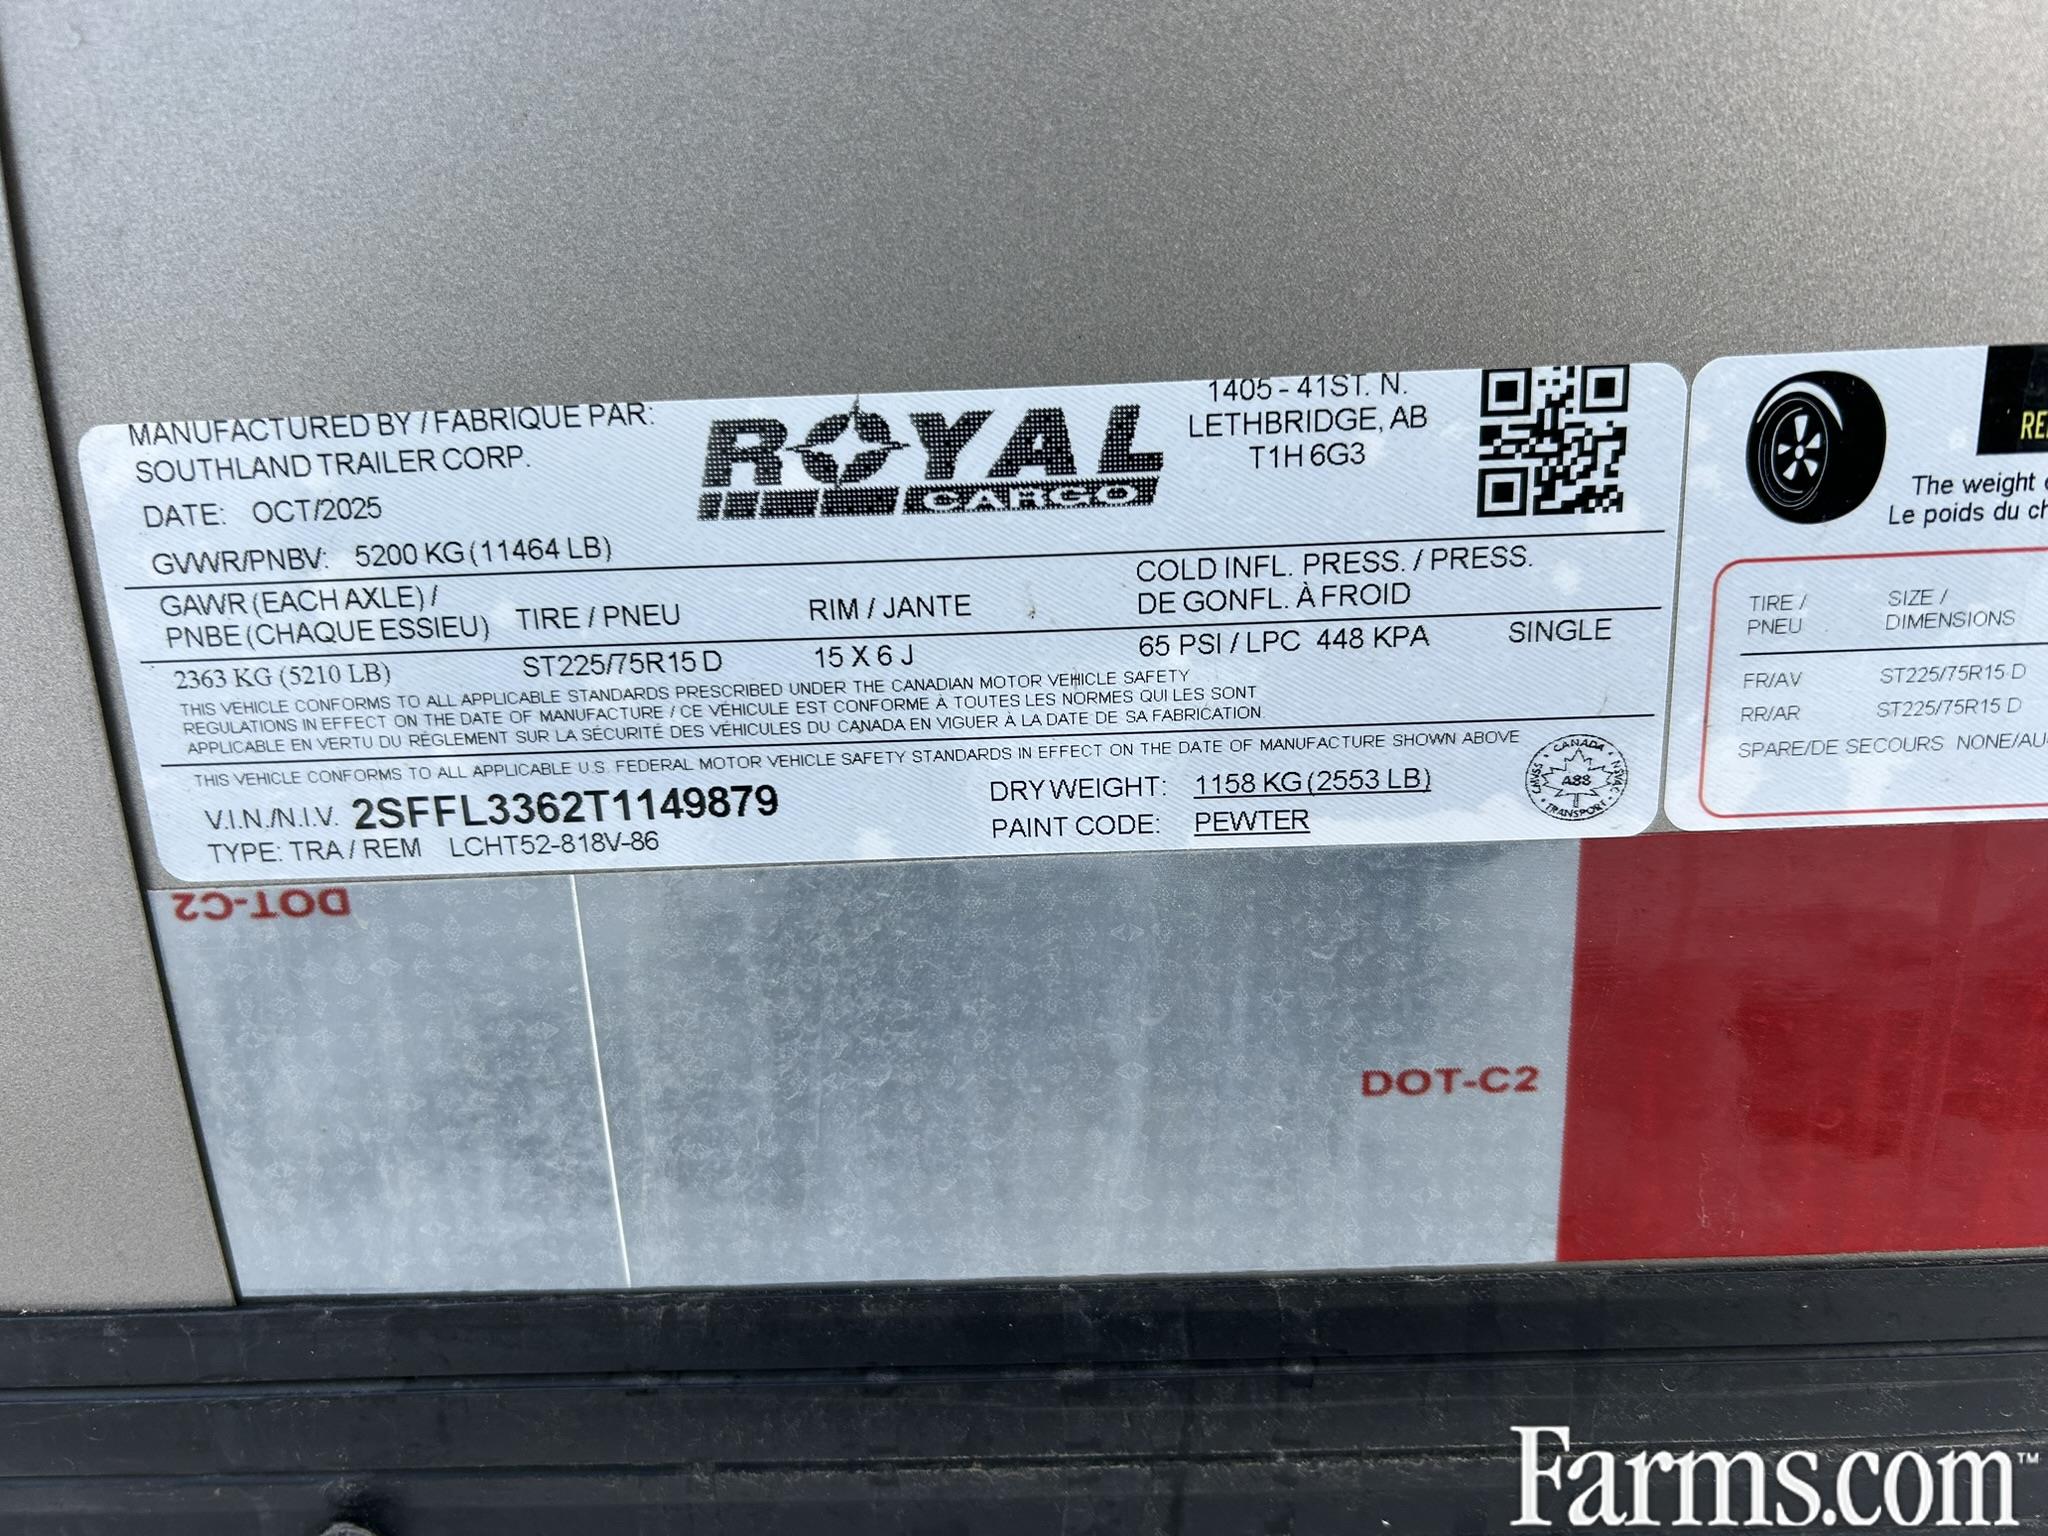 MANUFACTURED BY / FABRIQUE PAR:
SOUTHLAND TRAILER CORP.
DATE: OCT/2025
ROYAL
CARGO
1405 - 41ST. N.
LETHBRIDGE, AB
T1H 6G3
GVWR/PNBV: 5200 KG (11464 LB)
GAWR (EACH AXLE) /
PNBE (CHAQUE ESSIEU)
TIRE / PNEU
RIM / JANTE
COLD INFL. PRESS. / PRESS.
DE GONFL. À FROID
2363 KG (5210 LB)
ST225/75R15 D
15 X 6 J
65 PSI / LPC 448 KPA
SINGLE
THIS VEHICLE CONFORMS TO ALL APPLICABLE STANDARDS PRESCRIBED UNDER THE CANADIAN MOTOR VEHICLE SAFETY
REGULATIONS IN EFFECT ON THE DATE OF MANUFACTURE / CE VÉHICULE EST CONFORME À TOUTES LES NORMES QUI LES SONT
APPLICABLE EN VERTU DU RÈGLEMENT SUR LA SÉCURITÉ DES VÉHICULES DU CANADA EN VIGUER À LA DATE DE SA FABRICATION
THIS VEHICLE CONFORMS TO ALL APPLICABLE U.S. FEDERAL MOTOR VEHICLE SAFETY STANDARDS IN EFFECT ON THE DATE OF MANUFACTURE SHOWN ABOVE
V.I.N./N.I.V. 2SFFL3362T1149879
TYPE: TRA / REM LCHT52-818V-86
DRY WEIGHT: 1158 KG (2553 LB)
PAINT CODE: PEWTER
CANADA
CMVSS
NSVAC
A88
TRANSPORT
The weight
Le poids du
TIRE /
PNEU
SIZE /
DIMENSIONS
FR/AV ST225/75R15 D
RR/AR ST225/75R15 D
SPARE/DE SECOURS NONE/AU
DOT-C2
DOT-C2
Farms.com™